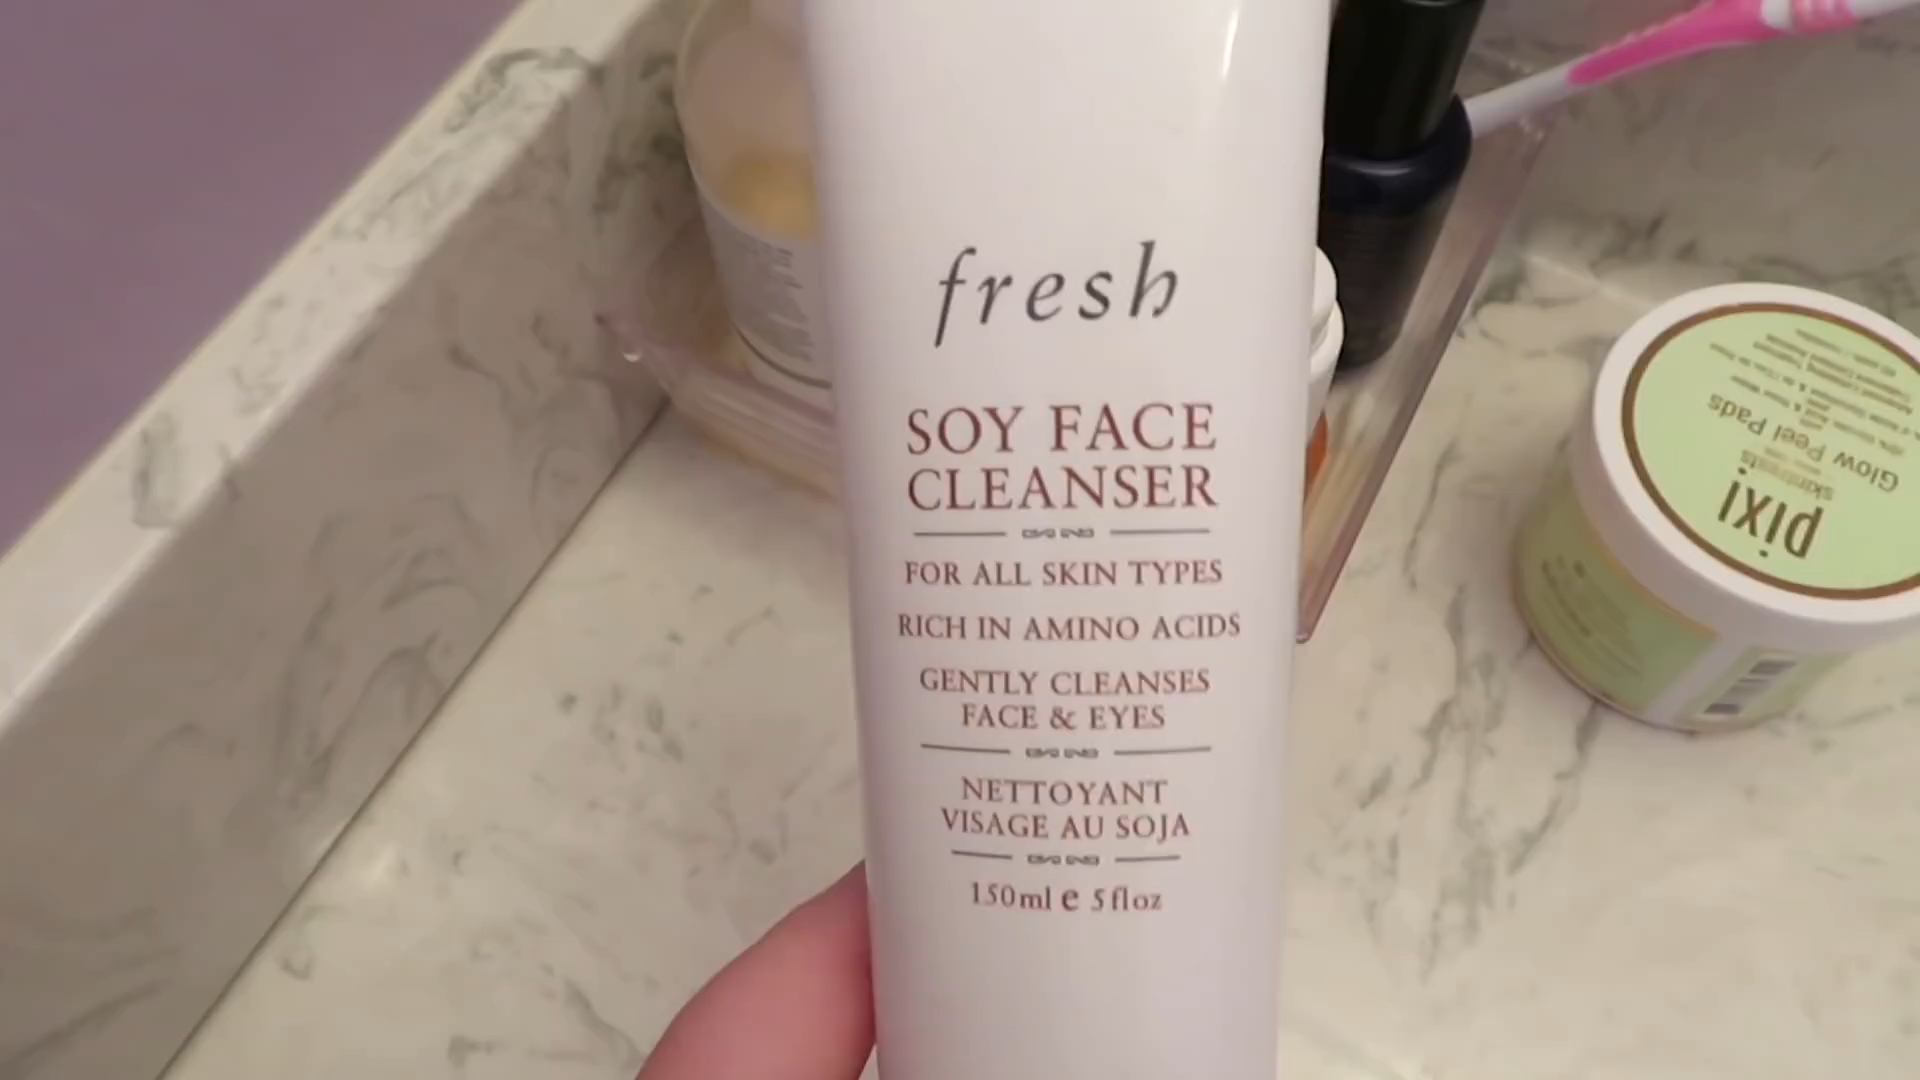 fresh
SOY FACE
CLEANSER
FOR ALL SKIN TYPES
RICH IN AMINO ACIDS
GENTLY CLEANSES
FACE & EYES
NETTOYANT
VISAGE AU SOJA
150ml e 5 fl oz
pixi
skintreats
Glow Peel Pads